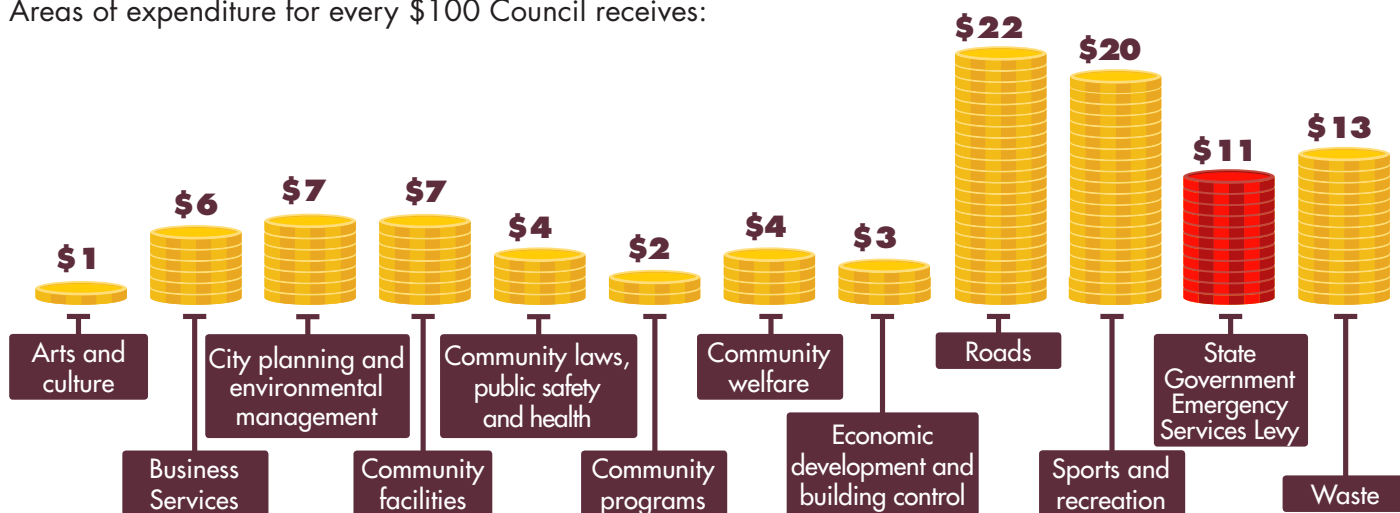 Areas of expenditure for every $100 Council receives:
$1
$6
$7
$7
$4
$2
$4
$3
$22
$20
$11
$13
Arts and
culture
Business
Services
City planning and
environmental
management
Community
facilities
Community laws,
public safety
and health
Community
programs
Community
welfare
Economic
development and
building control
Roads
Sports and
recreation
State
Government
Emergency
Services Levy
Waste